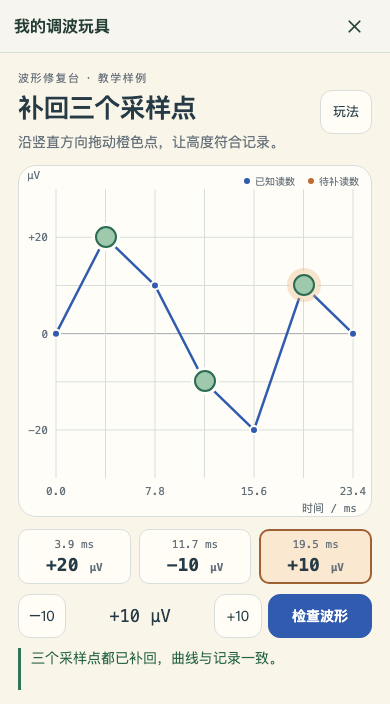 我的调波玩具
波形修复台 · 教学样例
补回三个采样点
玩法
沿竖直方向拖动橙色点，让高度符合记录。
μV
已知读数 待补读数
+20
0
−20
0.0 7.8 15.6 23.4
时间 / ms
3.9 ms 11.7 ms 19.5 ms
+20 μV −10 μV +10 μV
−10 +10 μV +10 检查波形
三个采样点都已补回，曲线与记录一致。